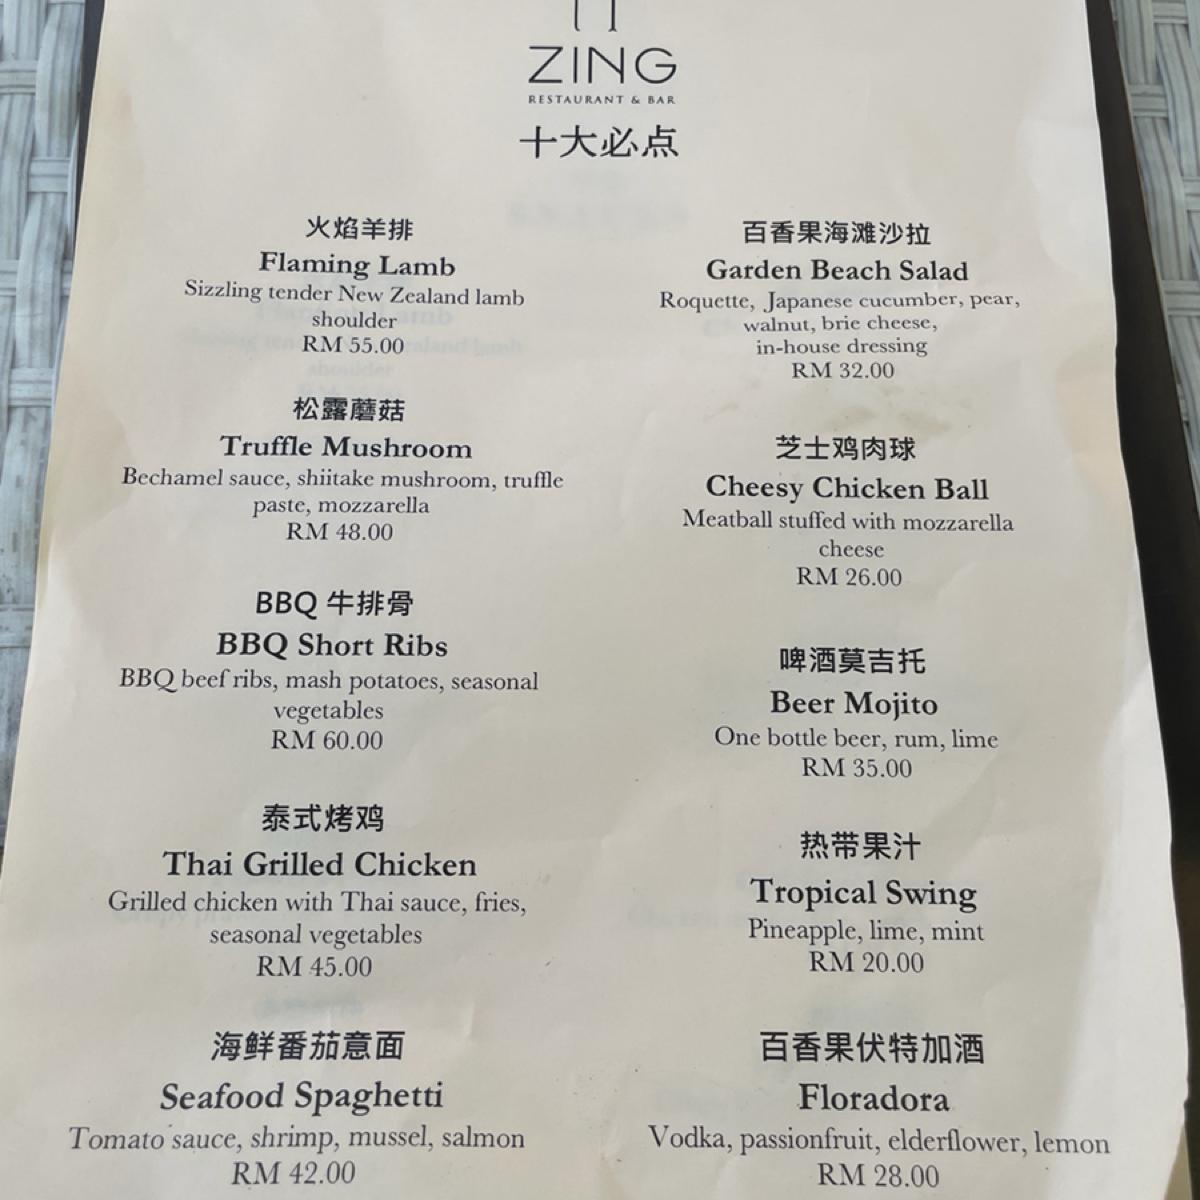 ZING
RESTAURANT & BAR
十大必点
火焰羊排
Flaming Lamb
Sizzling tender New Zealand lamb
shoulder
RM 55.00
松露蘑菇
Truffle Mushroom
Bechamel sauce, shiitake mushroom, truffle
paste, mozzarella
RM 48.00
BBQ 牛排骨
BBQ Short Ribs
BBQ beef ribs, mash potatoes, seasonal
vegetables
RM 60.00
泰式烤鸡
Thai Grilled Chicken
Grilled chicken with Thai sauce, fries,
seasonal vegetables
RM 45.00
海鲜番茄意面
Seafood Spaghetti
Tomato sauce, shrimp, mussel, salmon
RM 42.00
百香果海滩沙拉
Garden Beach Salad
Roquette, Japanese cucumber, pear,
walnut, brie cheese,
in-house dressing
RM 32.00
芝士鸡肉球
Cheesy Chicken Ball
Meatball stuffed with mozzarella
cheese
RM 26.00
啤酒莫吉托
Beer Mojito
One bottle beer, rum, lime
RM 35.00
热带果汁
Tropical Swing
Pineapple, lime, mint
RM 20.00
百香果伏特加酒
Floradora
Vodka, passionfruit, elderflower, lemon
RM 28.00